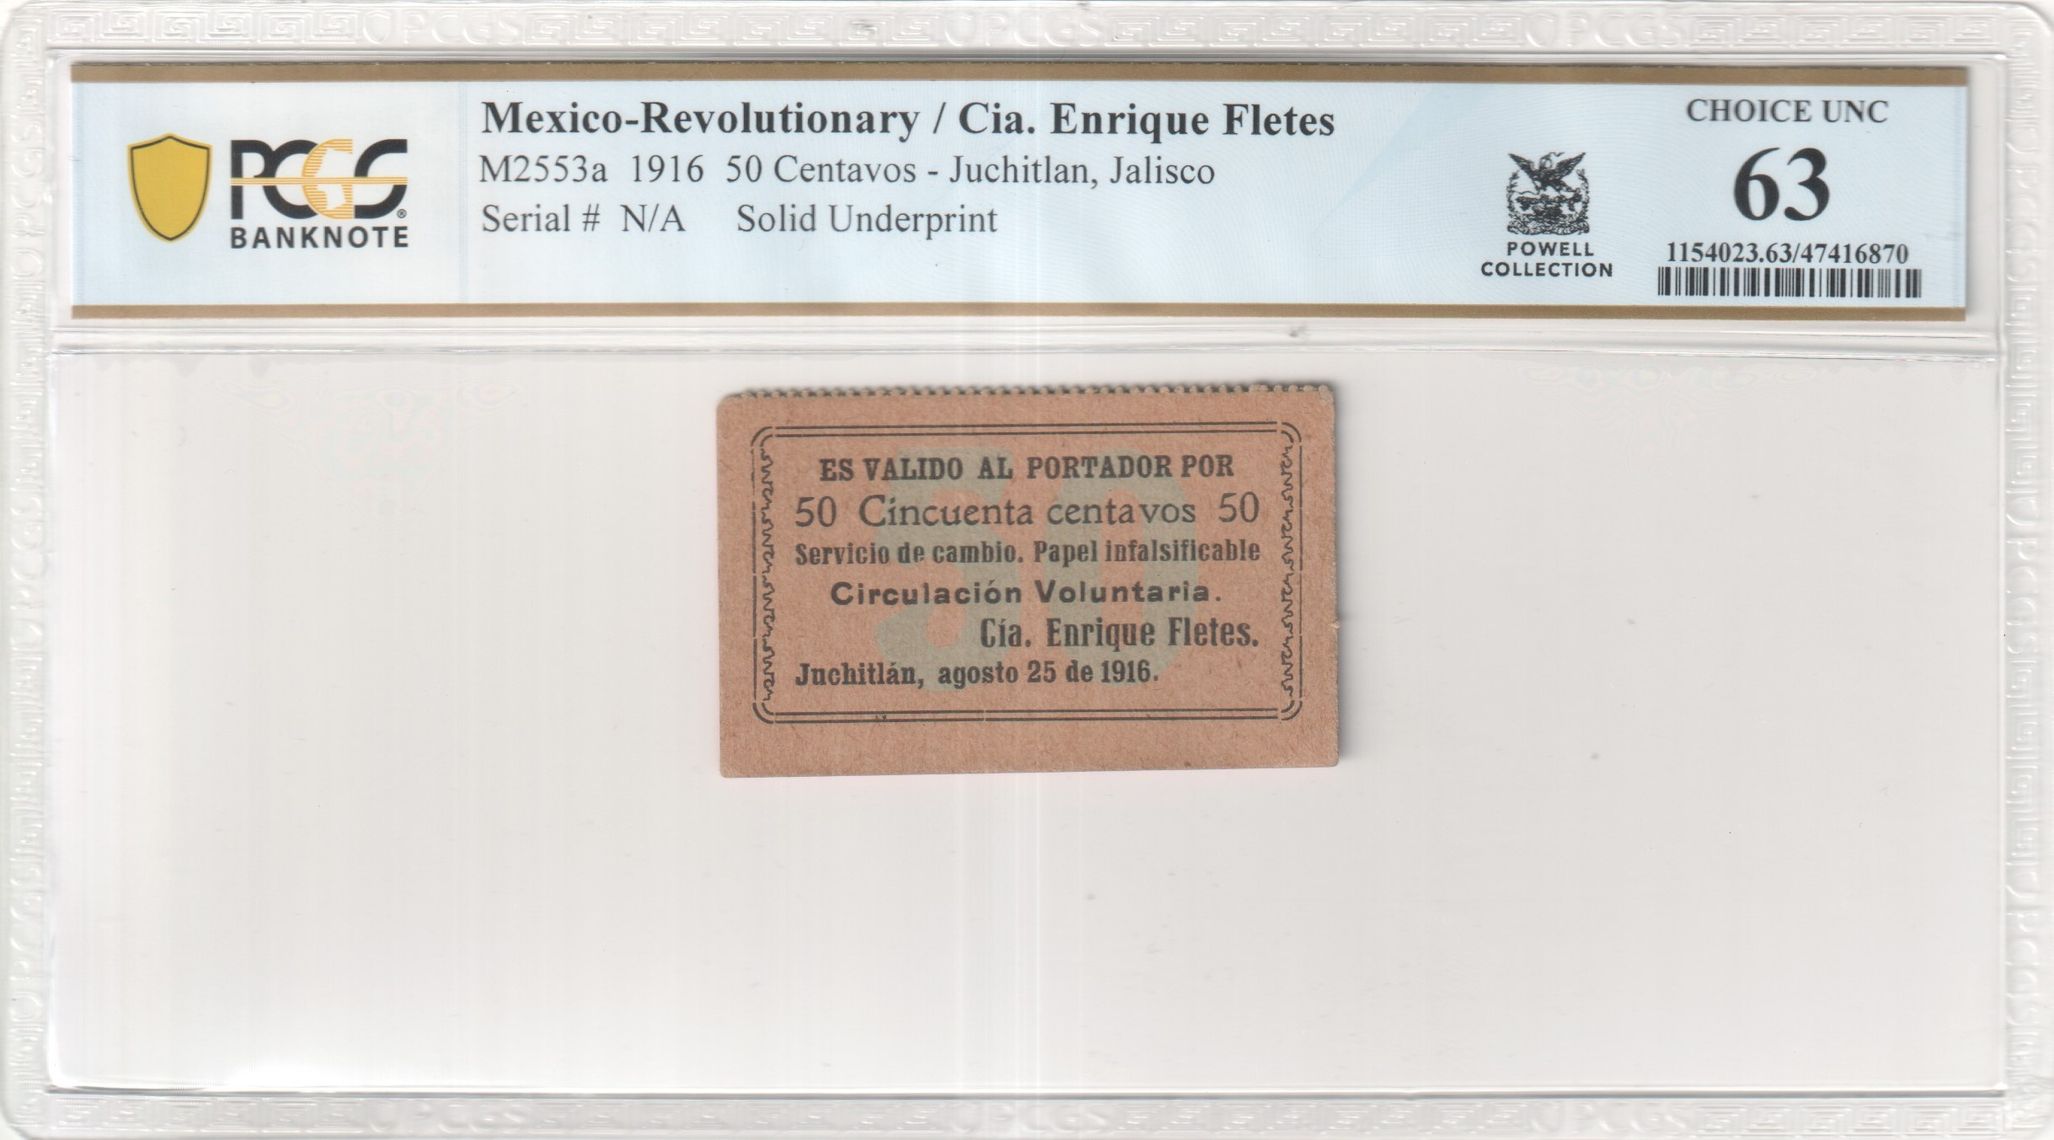 PCGS BANKNOTE
Mexico-Revolutionary / Cia. Enrique Fletes
M2553a 1916 50 Centavos - Juchitlan, Jalisco
Serial # N/A Solid Underprint
POWELL
COLLECTION
CHOICE UNC
63
1154023.63/47416870
50
ES VALIDO AL PORTADOR POR
50 Cincuenta centavos 50
Servicio de cambio. Papel infalsificable
Circulación Voluntaria.
Cía. Enrique Fletes.
Juchitlán, agosto 25 de 1916.